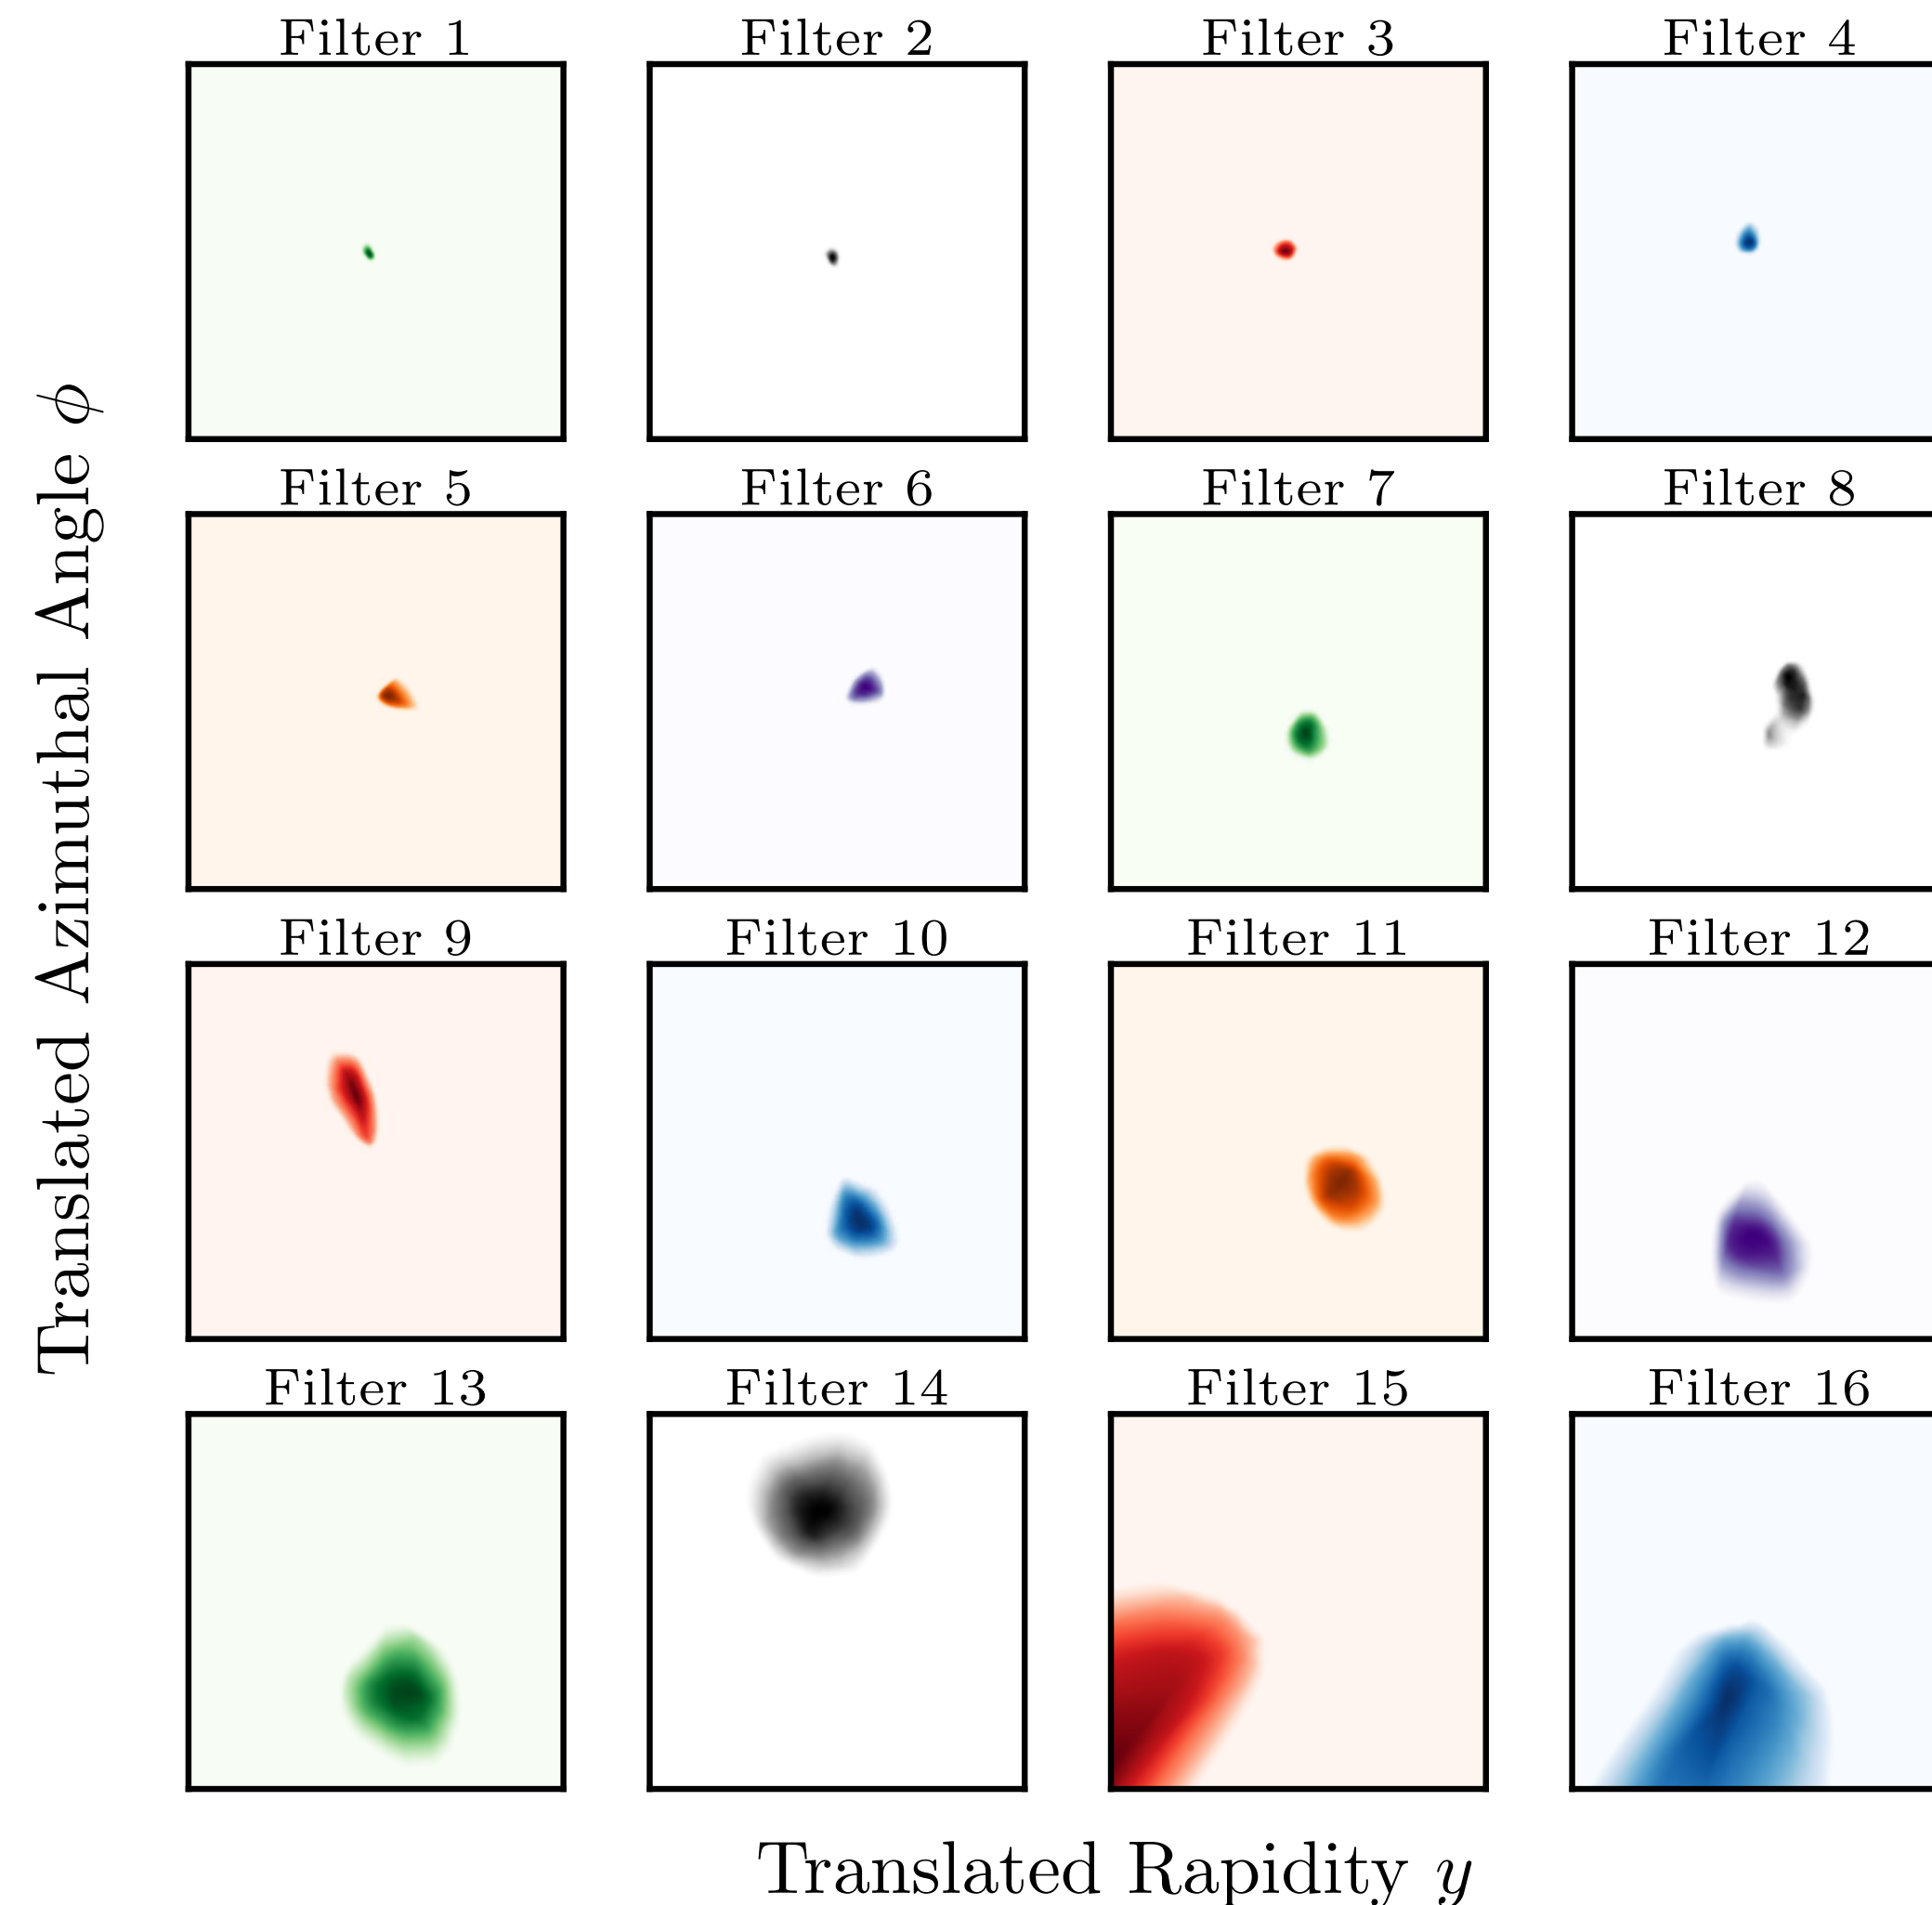 Filter 1
Filter 2
Filter 3
Filter 4
Translated Azimuthal Angle ϕ
Filter 5
Filter 6
Filter 7
Filter 8
Filter 9
Filter 10
Filter 11
Filter 12
Filter 13
Filter 14
Filter 15
Filter 16
Translated Rapidity y